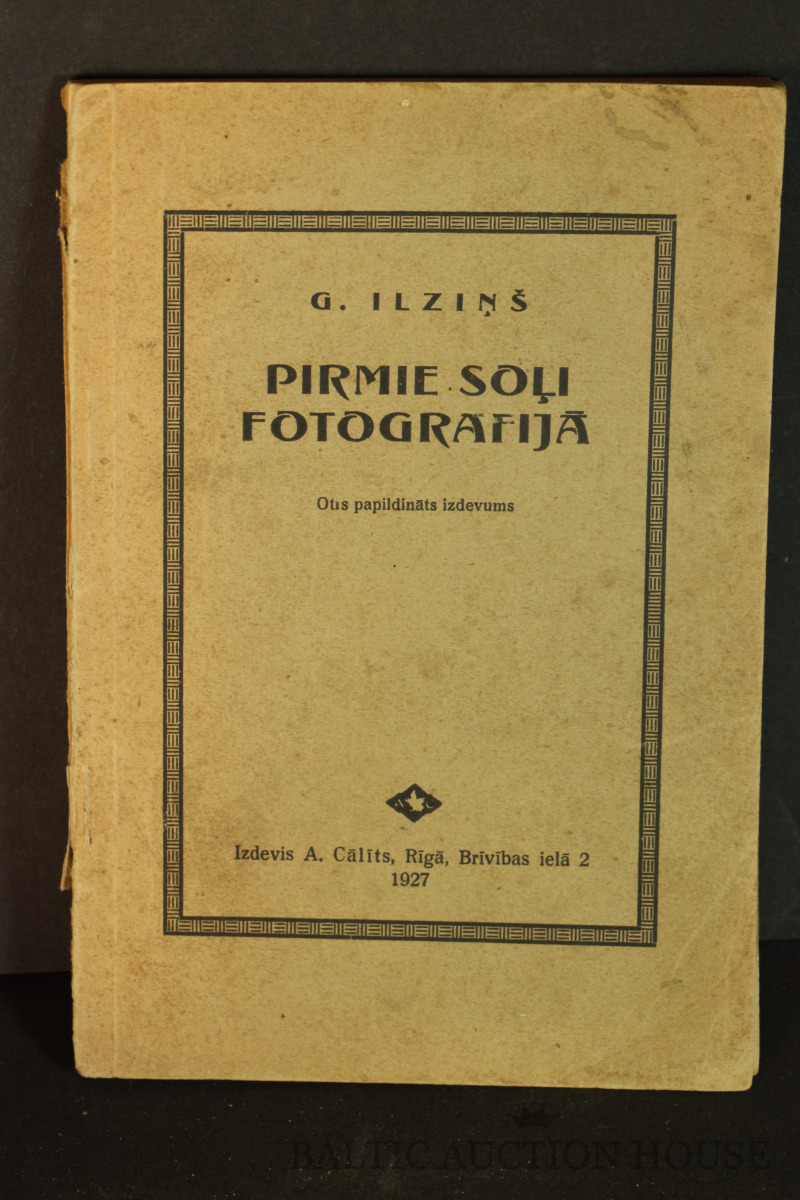 G. ILZIŅŠ
PIRMIE SOĻI
FOTOGRAFIJĀ
Otrs papildināts izdevums
A C
Izdevis A. Cālīts, Rīgā, Brīvības ielā 2
1927
BALTIC AUCTION HOUSE